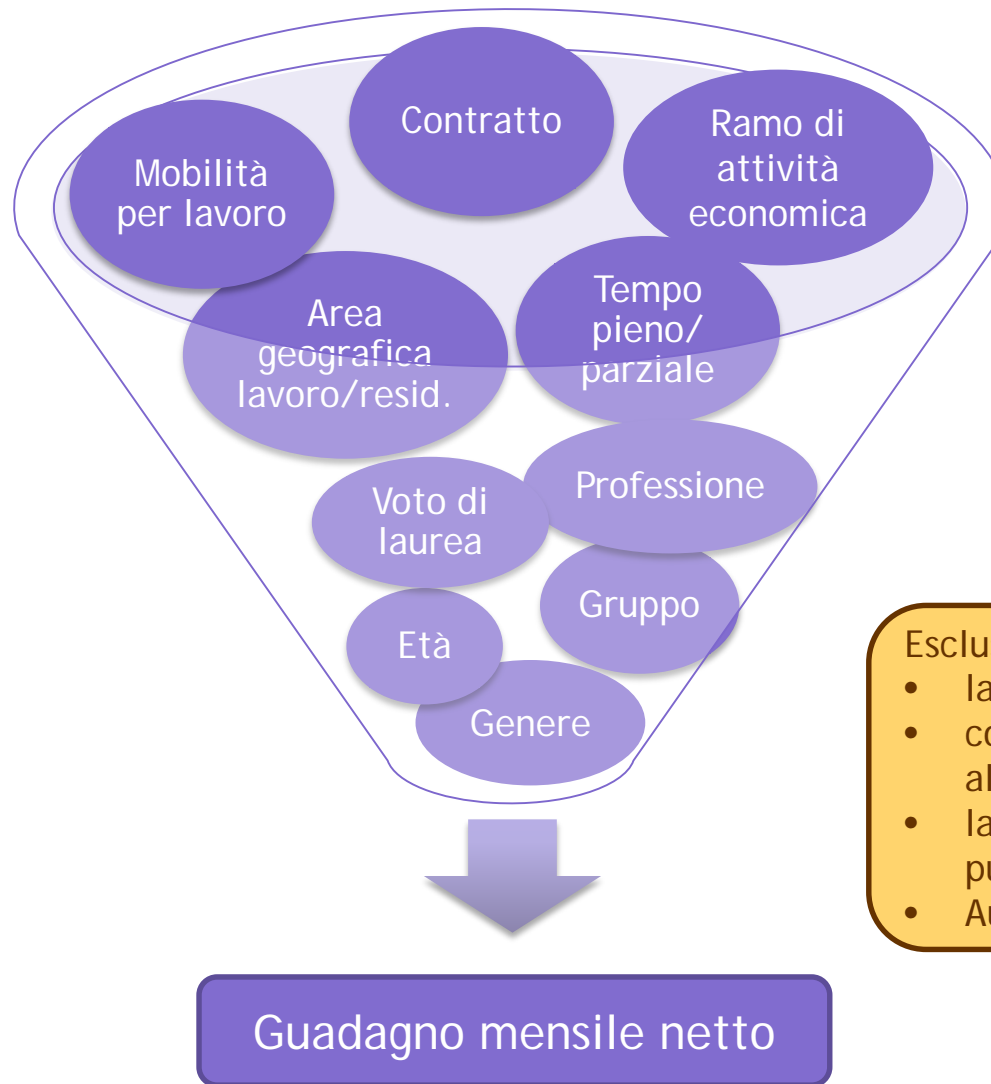 Contratto
Ramo di
attività
economica
Mobilità
per lavoro
Area
geografica
lavoro/resid.
Tempo
pieno/
parziale
Professione
Voto di
laurea
Gruppo
Età
Genere
Guadagno mensile netto